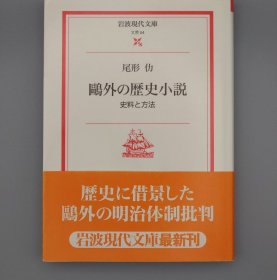 岩波現代文庫
文芸 54
尾形 仂
鷗外の歴史小説
史料と方法
歴史に借景した
鷗外の明治体制批判
岩波現代文庫最新刊